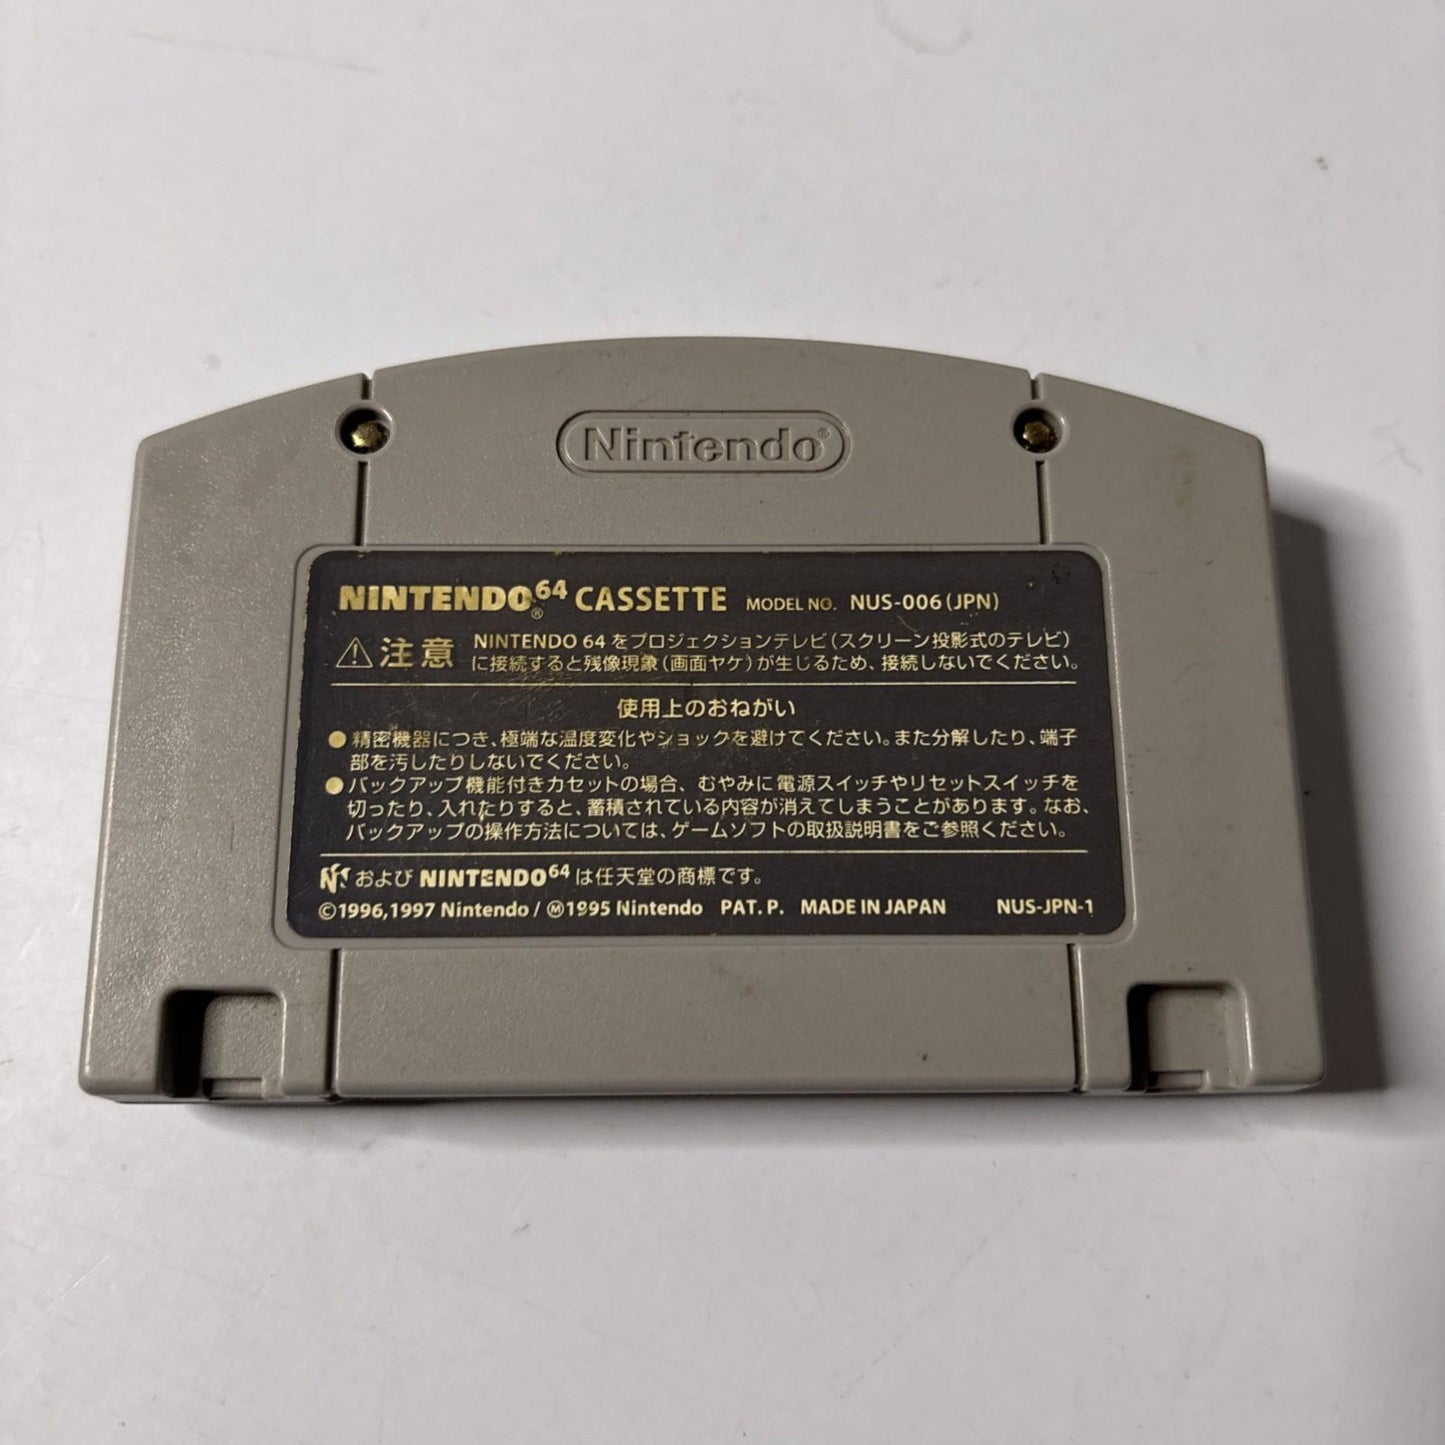 Nintendo®
NINTENDO64® CASSETTE MODEL NO. NUS-006(JPN)
⚠注意 NINTENDO 64をプロジェクションテレビ(スクリーン投影式のテレビ)
に接続すると残像現象(画面ヤケ)が生じるため、接続しないでください。
使用上のおねがい
●精密機器につき、極端な温度変化やショックを避けてください。また分解したり、端子
部を汚したりしないでください。
●バックアップ機能付きカセットの場合、むやみに電源スイッチやリセットスイッチを
切ったり、入れたりすると、蓄積されている内容が消えてしまうことがあります。なお、
バックアップの操作方法については、ゲームソフトの取扱説明書をご参照ください。
および NINTENDO64は任天堂の商標です。
©1996,1997 Nintendo/Ⓜ1995 Nintendo PAT. P. MADE IN JAPAN NUS-JPN-1